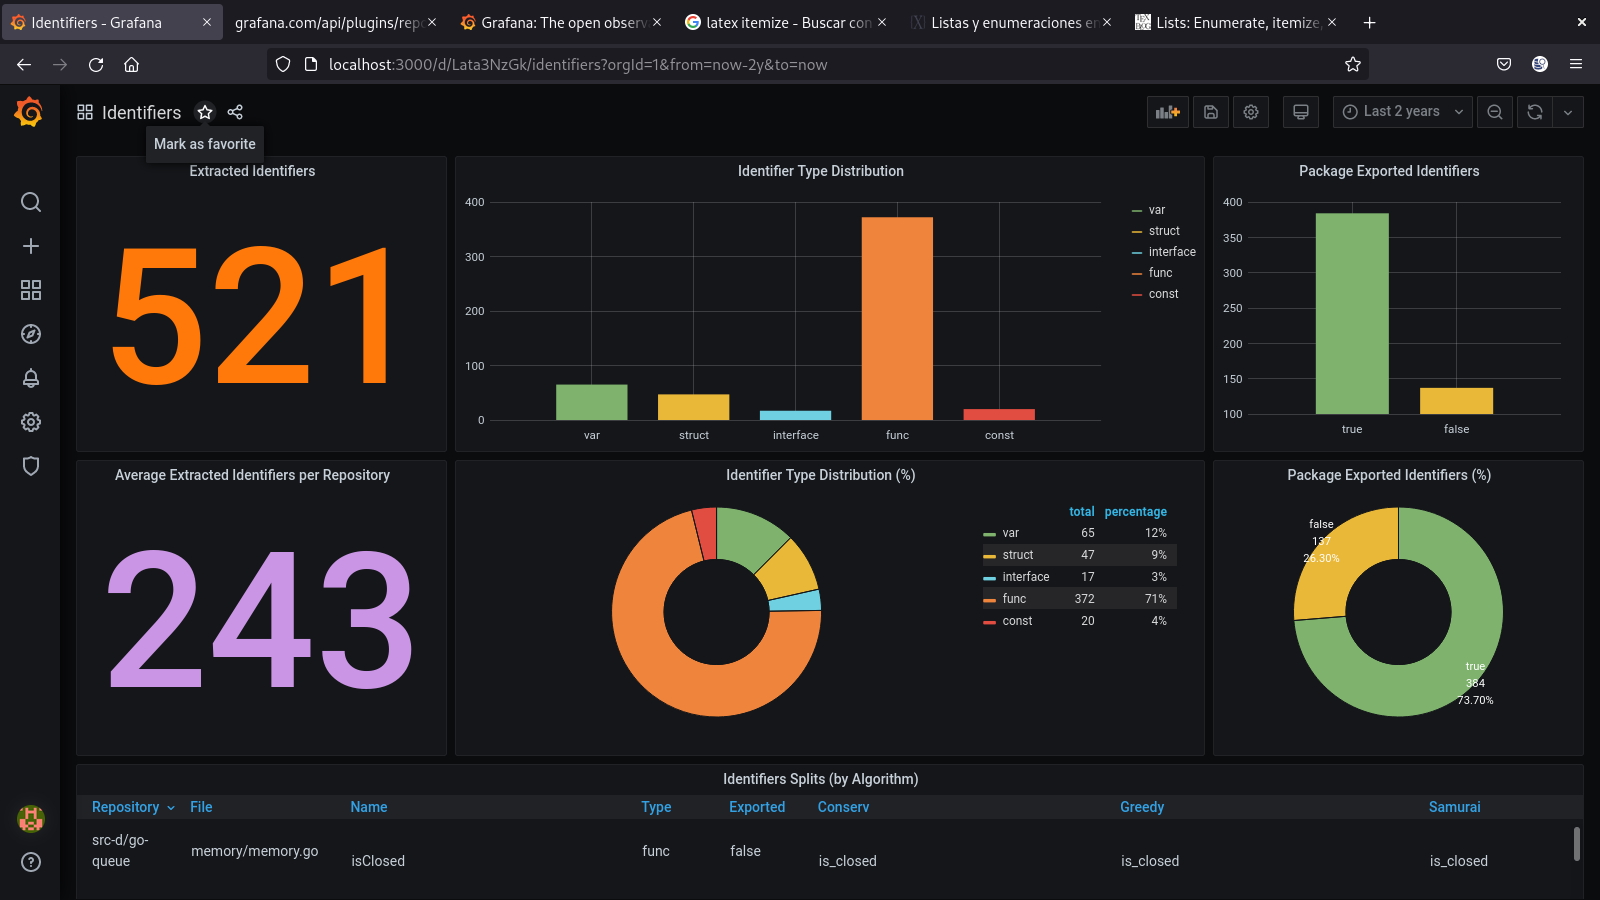 Identifiers - Grafana
grafana.com/api/plugins/repo
Grafana: The open observ
latex itemize - Buscar con
Listas y enumeraciones en
Lists: Enumerate, itemize,
localhost:3000/d/Lata3NzGk/identifiers?orgId=1&from=now-2y&to=now
Identifiers
Last 2 years
Mark as favorite
Extracted Identifiers
521
Identifier Type Distribution
400
300
200
100
0
var
struct
interface
func
const
var
struct
interface
func
const
Package Exported Identifiers
400
350
300
250
200
150
100
true
false
Average Extracted Identifiers per Repository
243
Identifier Type Distribution (%)
total percentage
var 65 12%
struct 47 9%
interface 17 3%
func 372 71%
const 20 4%
Package Exported Identifiers (%)
false
137
26.30%
true
384
73.70%
Identifiers Splits (by Algorithm)
Repository File Name Type Exported Conserv Greedy Samurai
src-d/go-
queue
memory/memory.go
isClosed
func
false
is_closed
is_closed
is_closed